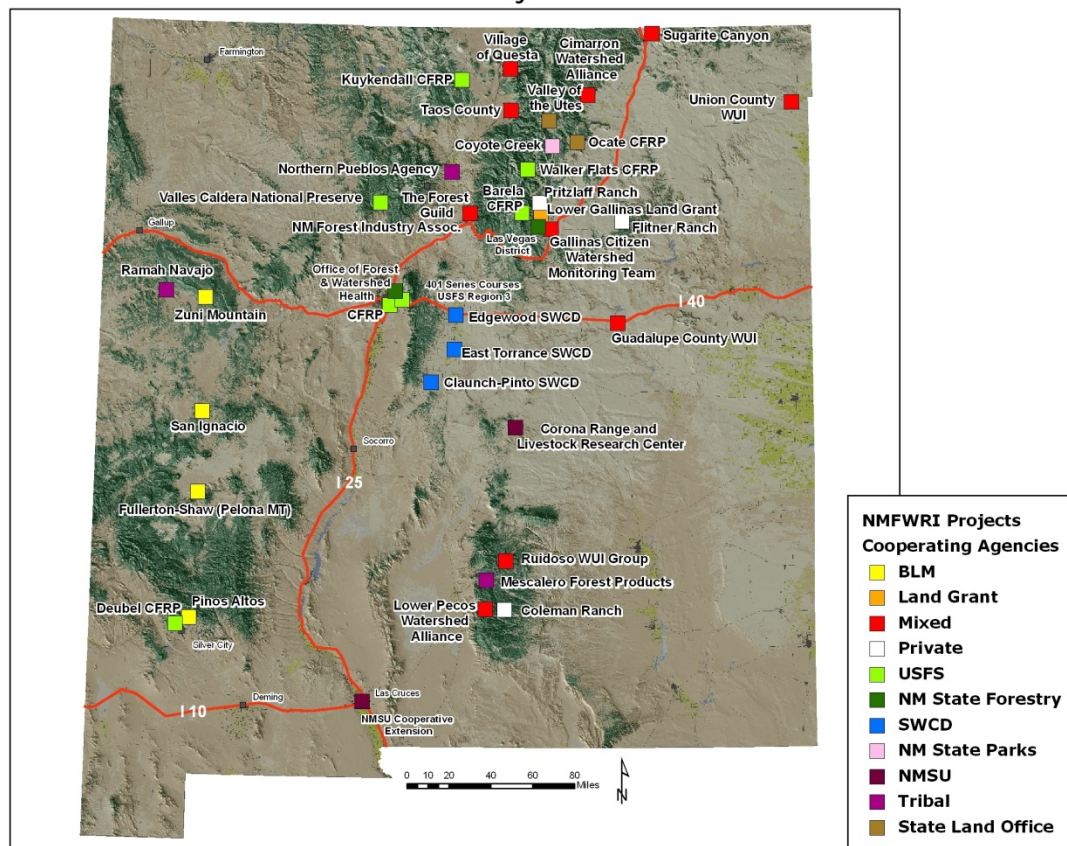 Sugarite Canyon
Village
of Questa
Cimarron
Watershed
Alliance
Farmington
Kuykendall CFRP
Valley of
the Utes
Union County
WUI
Taos County
Ocate CFRP
Coyote Creek
Northern Pueblos Agency
Walker Flats CFRP
Valles Caldera National Preserve
The Forest
Guild
Barela
CFRP
Pritzlaff Ranch
Lower Gallinas Land Grant
Flitner Ranch
NM Forest Industry Assoc.
Gallup
Las Vegas
District
Gallinas Citizen
Watershed
Monitoring Team
Ramah Navajo
Office of Forest
& Watershed
Health
401 Series Courses
USFS Region 3
I 40
Zuni Mountain
CFRP
Edgewood SWCD
Guadalupe County WUI
East Torrance SWCD
Claunch-Pinto SWCD
San Ignacio
Corona Range and
Livestock Research Center
Socorro
I 25
Fullerton-Shaw (Pelona MT)
Ruidoso WUI Group
Mescalero Forest Products
Deubel CFRP
Pinos Altos
Lower Pecos
Watershed
Alliance
Coleman Ranch
Silver City
Deming
Las Cruces
I 10
NMSU Cooperative
Extension
0 10 20 40 60 80
Miles
N
NMFWRI Projects
Cooperating Agencies
BLM
Land Grant
Mixed
Private
USFS
NM State Forestry
SWCD
NM State Parks
NMSU
Tribal
State Land Office